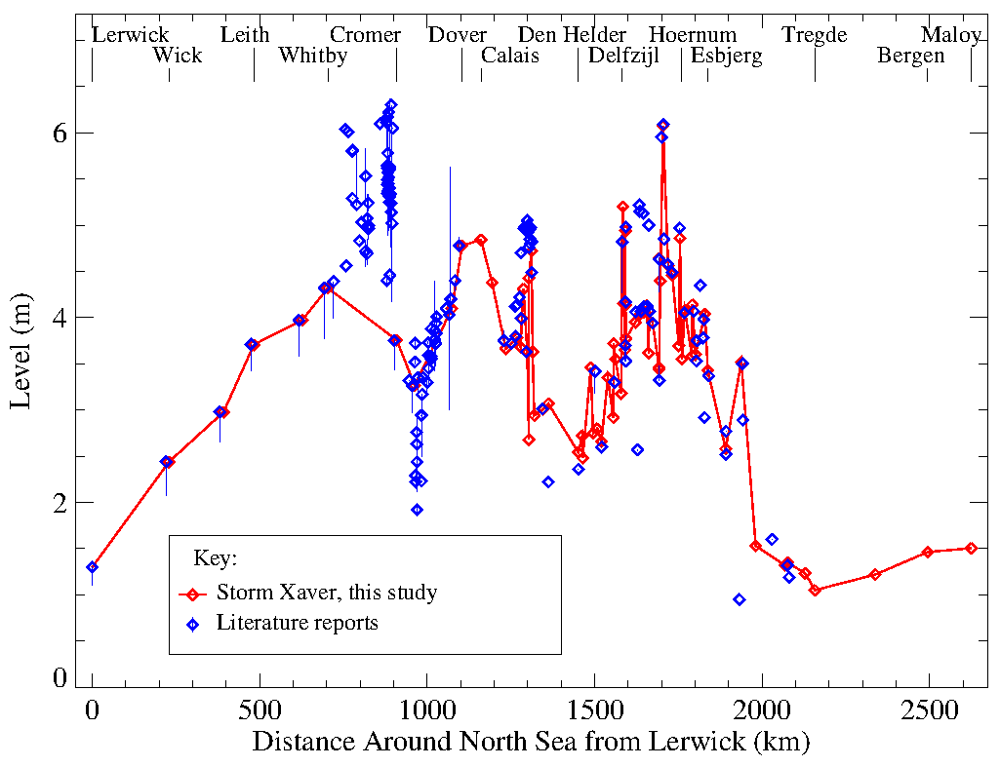 Lerwick Leith Cromer Dover Den Helder Hoernum Tregde Maloy
Wick Whitby Calais Delfzijl Esbjerg Bergen
6
4
2
0
Level (m)
Key:
Storm Xaver, this study
Literature reports
0 500 1000 1500 2000 2500
Distance Around North Sea from Lerwick (km)